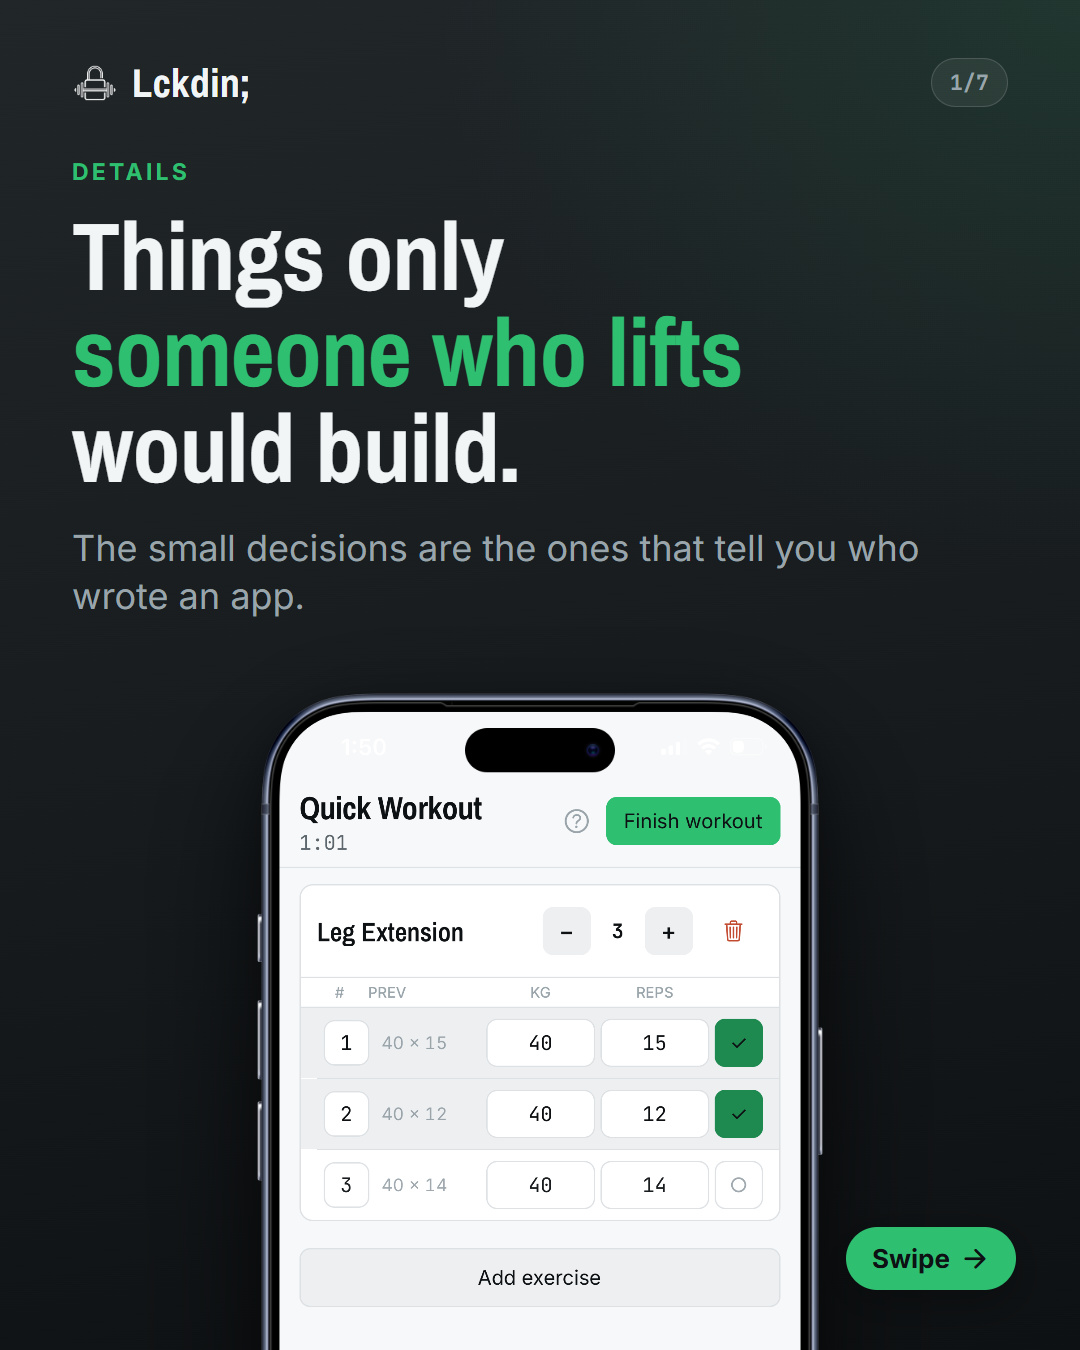 Lckdin;
1/7
DETAILS
Things only
someone who lifts
would build.
The small decisions are the ones that tell you who
wrote an app.
1:50
Quick Workout
1:01
?
Finish workout
Leg Extension
− 3 +
# PREV KG REPS
1 40 × 15 40 15
2 40 × 12 40 12
3 40 × 14 40 14
Add exercise
Swipe →